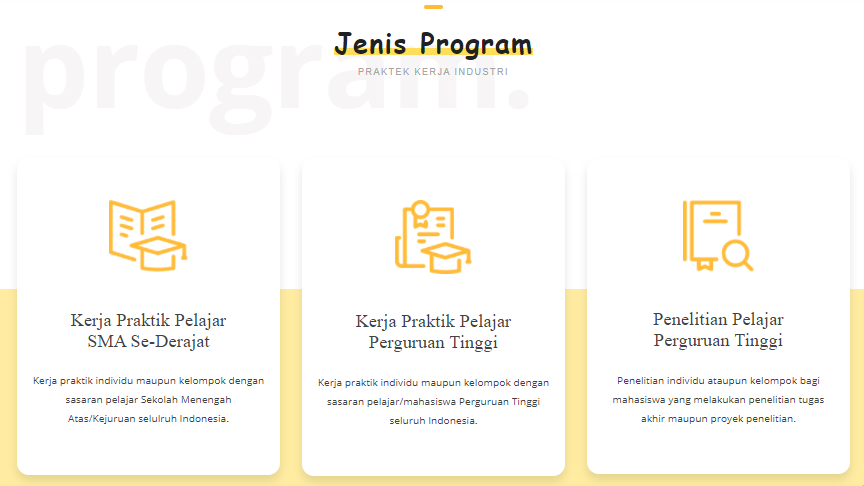 program.
Jenis Program
PRAKTEK KERJA INDUSTRI
Kerja Praktik Pelajar
SMA Se-Derajat
Kerja praktik individu maupun kelompok dengan
sasaran pelajar Sekolah Menengah
Atas/Kejuruan selulruh Indonesia.
Kerja Praktik Pelajar
Perguruan Tinggi
Kerja praktik individu maupun kelompok dengan
sasaran pelajar/mahasiswa Perguruan Tinggi
seluruh Indonesia.
Penelitian Pelajar
Perguruan Tinggi
Penelitian individu ataupun kelompok bagi
mahasiswa yang melakukan penelitian tugas
akhir maupun proyek penelitian.